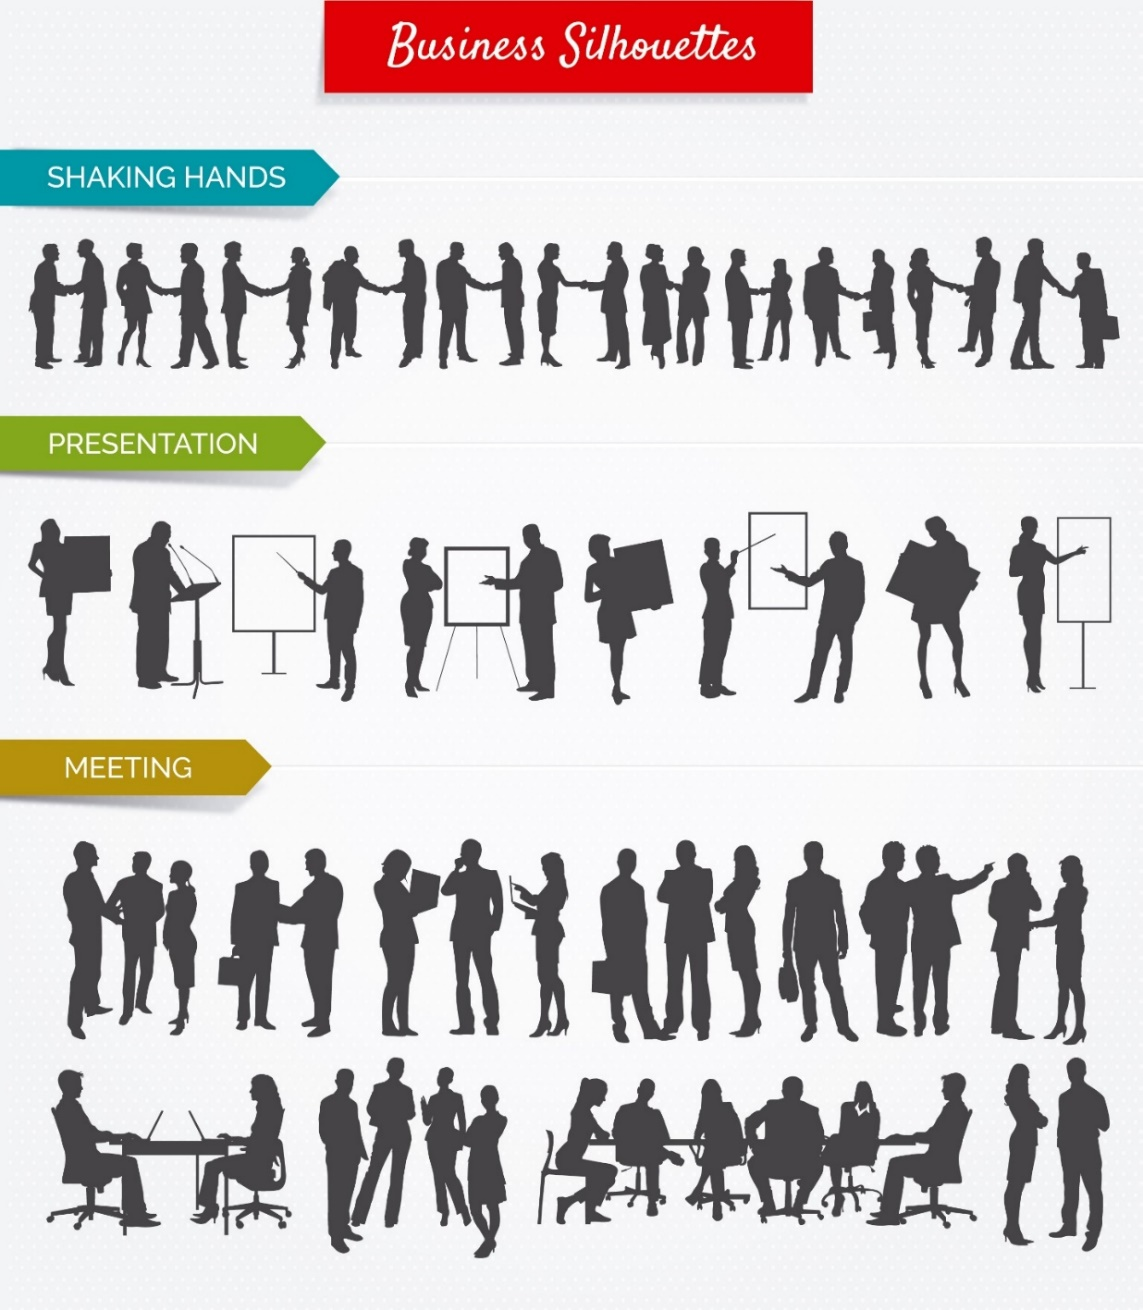 Business Silhouettes
SHAKING HANDS
PRESENTATION
MEETING